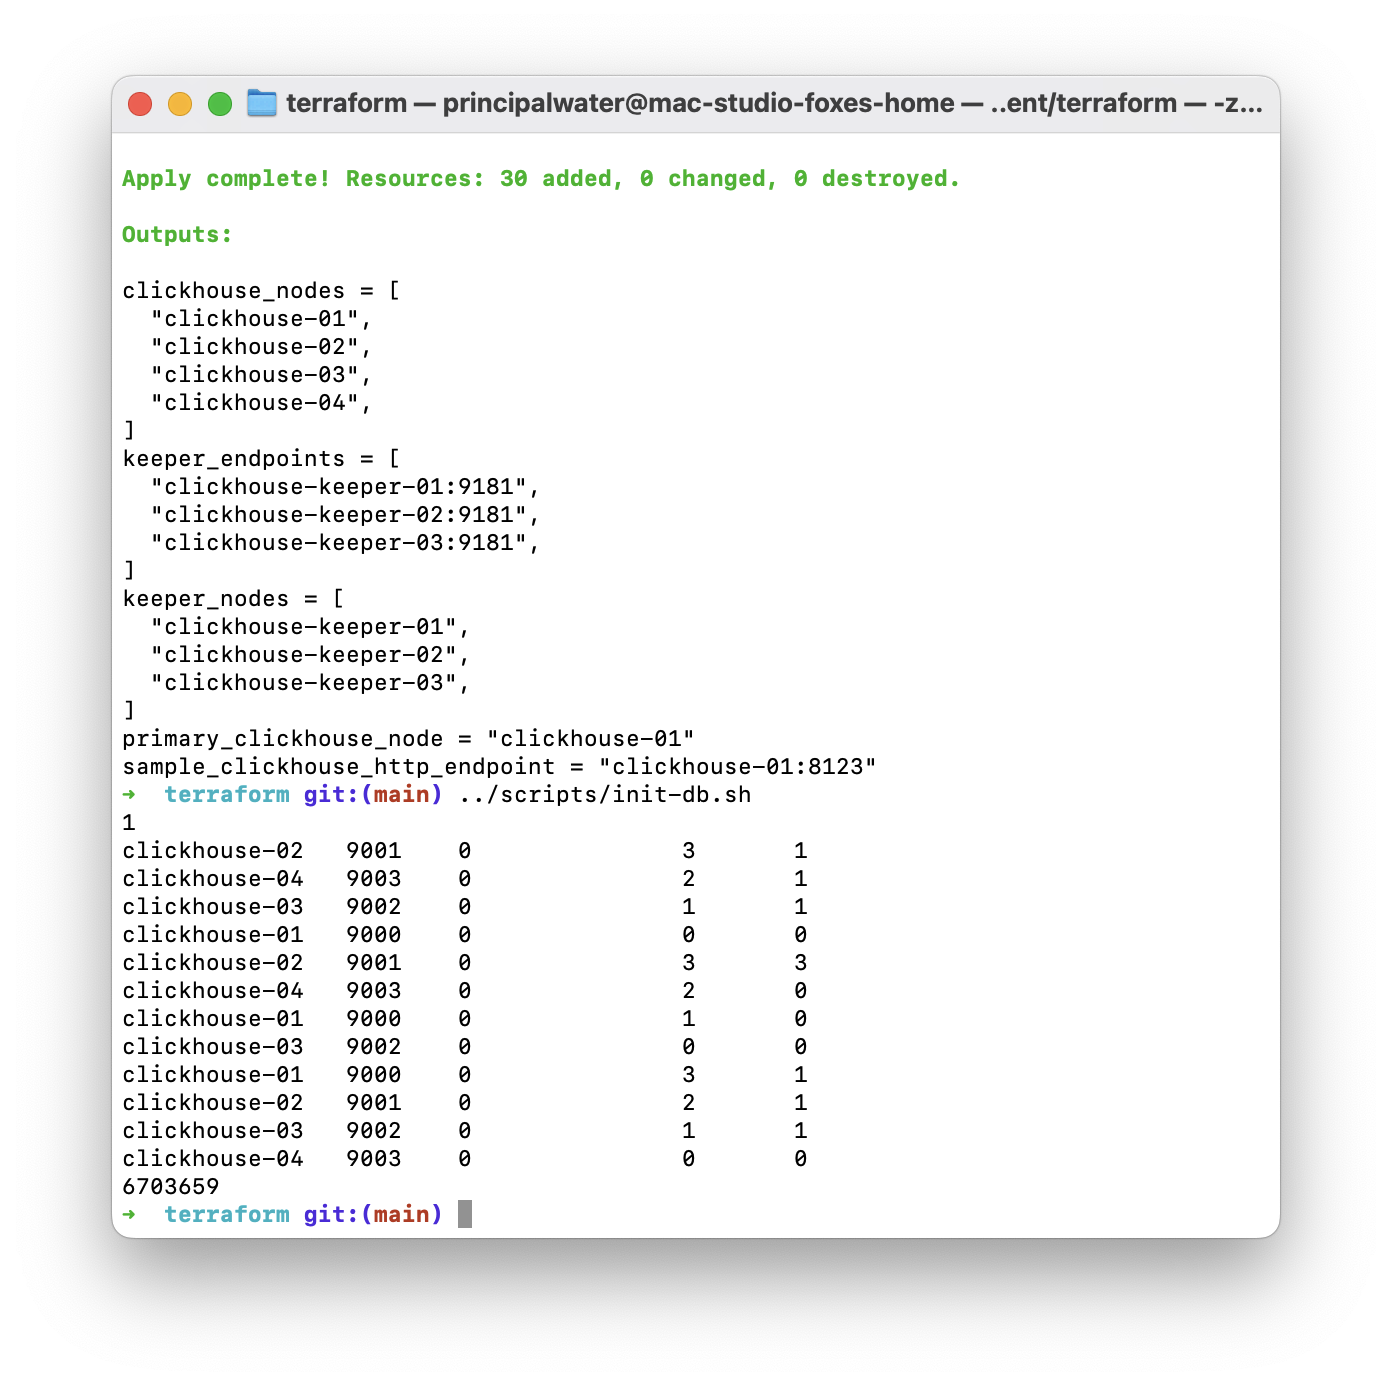 terraform — principalwater@mac-studio-foxes-home — ..ent/terraform — -z...
Apply complete! Resources: 30 added, 0 changed, 0 destroyed.
Outputs:
clickhouse_nodes = [
  "clickhouse-01",
  "clickhouse-02",
  "clickhouse-03",
  "clickhouse-04",
]
keeper_endpoints = [
  "clickhouse-keeper-01:9181",
  "clickhouse-keeper-02:9181",
  "clickhouse-keeper-03:9181",
]
keeper_nodes = [
  "clickhouse-keeper-01",
  "clickhouse-keeper-02",
  "clickhouse-keeper-03",
]
primary_clickhouse_node = "clickhouse-01"
sample_clickhouse_http_endpoint = "clickhouse-01:8123"
➜  terraform git:(main) ../scripts/init-db.sh
1
clickhouse-02   9001    0               3       1
clickhouse-04   9003    0               2       1
clickhouse-03   9002    0               1       1
clickhouse-01   9000    0               0       0
clickhouse-02   9001    0               3       3
clickhouse-04   9003    0               2       0
clickhouse-01   9000    0               1       0
clickhouse-03   9002    0               0       0
clickhouse-01   9000    0               3       1
clickhouse-02   9001    0               2       1
clickhouse-03   9002    0               1       1
clickhouse-04   9003    0               0       0
6703659
➜  terraform git:(main)